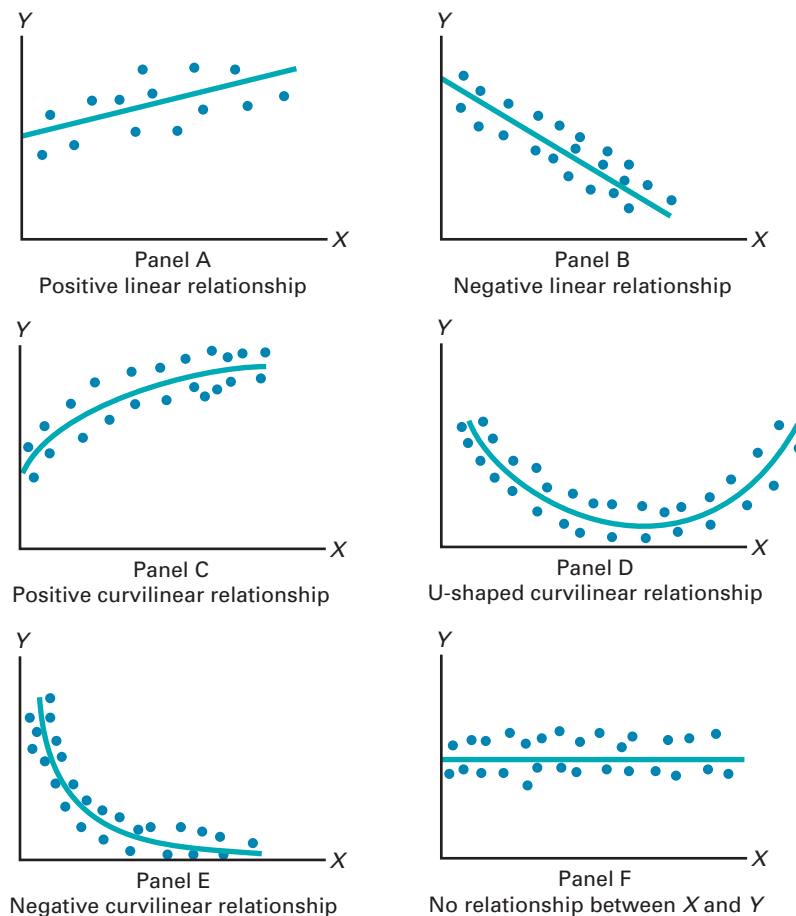 Y
Y
X
X
Panel A
Panel B
Positive linear relationship
Negative linear relationship
Y
Y
X
X
Panel C
Panel D
Positive curvilinear relationship
U-shaped curvilinear relationship
Y
Y
X
X
Panel E
Panel F
Negative curvilinear relationship
No relationship between X and Y